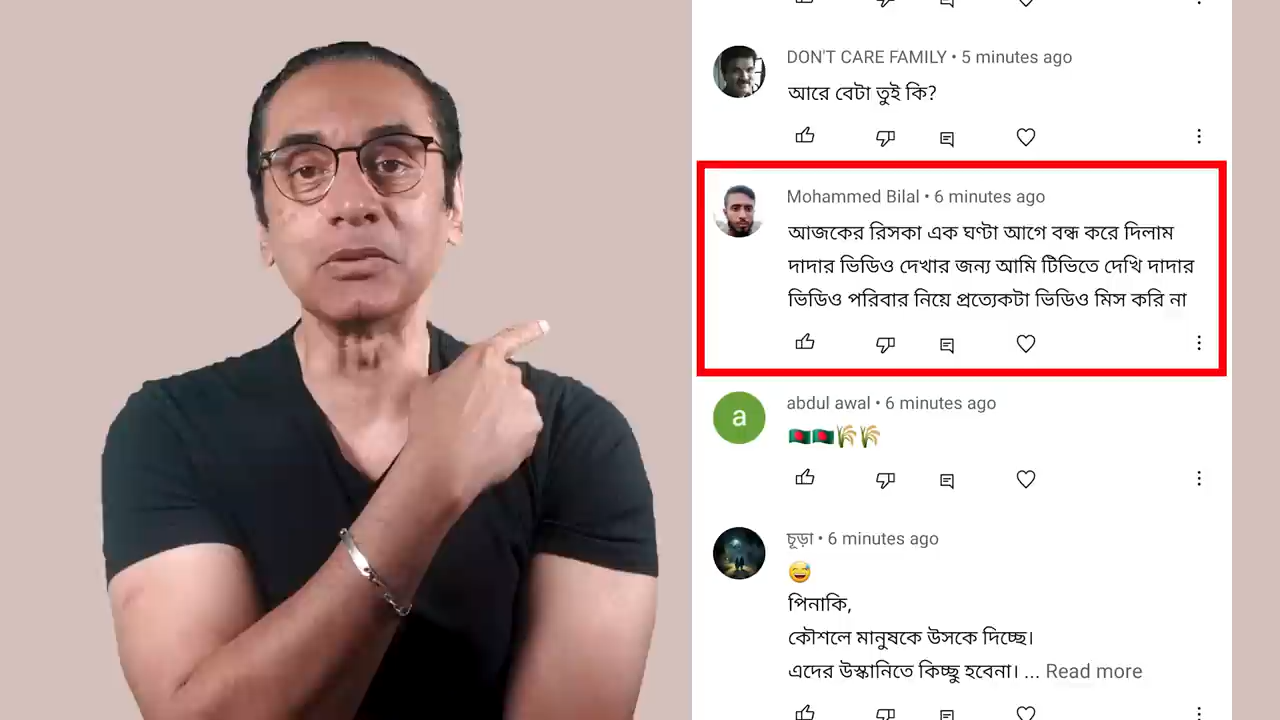 DON'T CARE FAMILY • 5 minutes ago
আরে বেটা তুই কি?
Mohammed Bilal • 6 minutes ago
আজকের রিসকা এক ঘণ্টা আগে বন্ধ করে দিলাম
দাদার ভিডিও দেখার জন্য আমি টিভিতে দেখি দাদার
ভিডিও পরিবার নিয়ে প্রত্যেকটা ভিডিও মিস করি না
a
abdul awal • 6 minutes ago
🇧🇩🇧🇩🌾🌾
চূড়া • 6 minutes ago
😅
পিনাকি,
কৌশলে মানুষকে উসকে দিচ্ছে।
এদের উস্কানিতে কিচ্ছু হবেনা। ... Read more